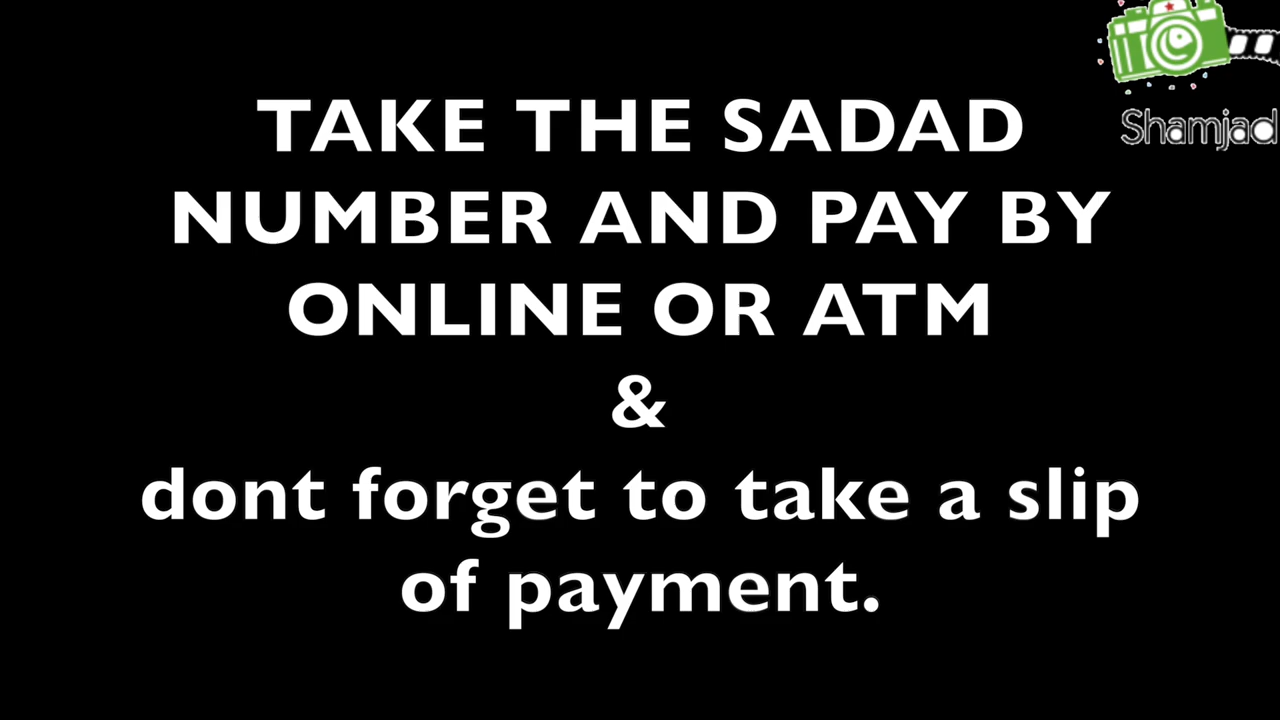 Shamjad
TAKE THE SADAD
NUMBER AND PAY BY
ONLINE OR ATM
&
dont forget to take a slip
of payment.